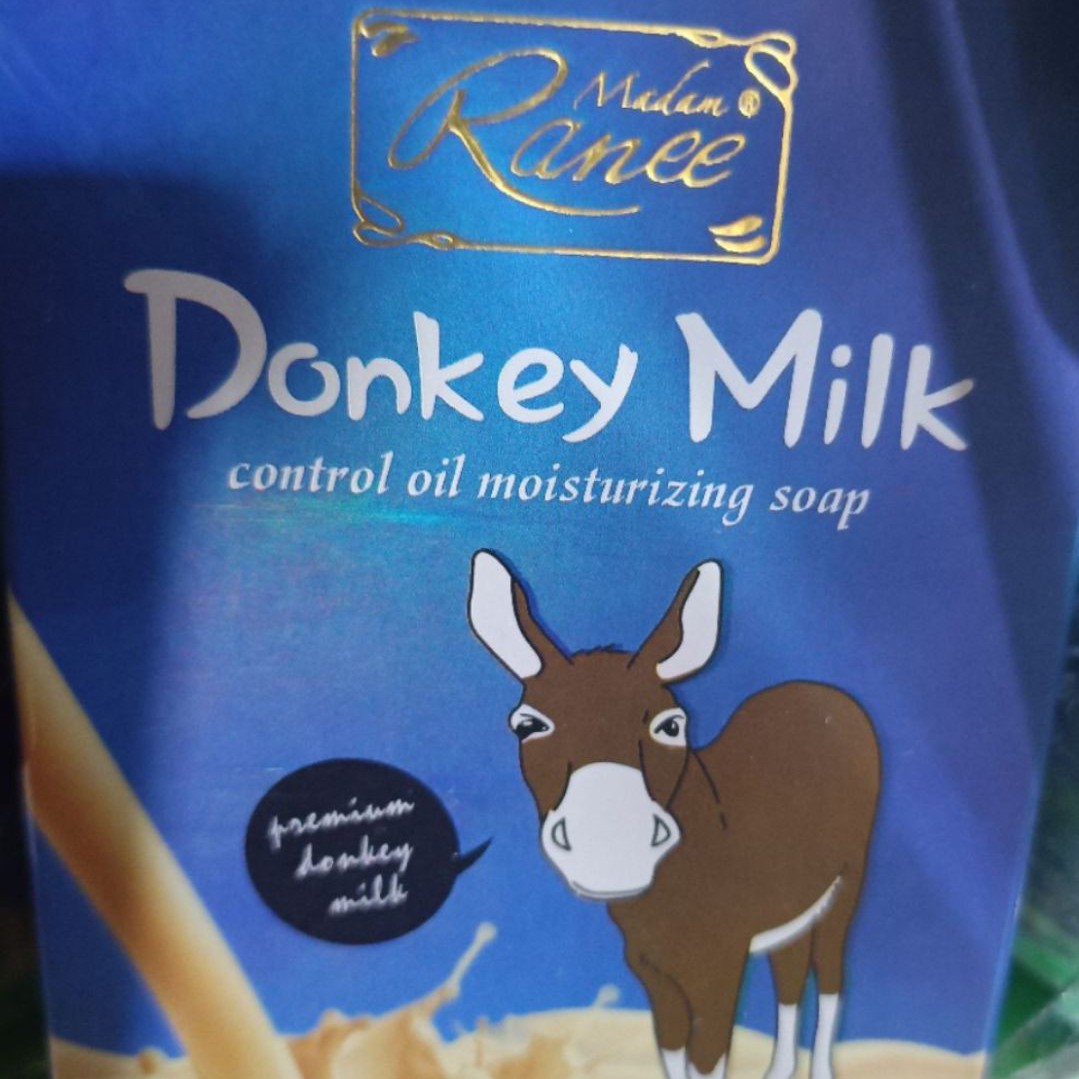 Madam ®
Ranee
Donkey Milk
control oil moisturizing soap
premium
donkey
milk